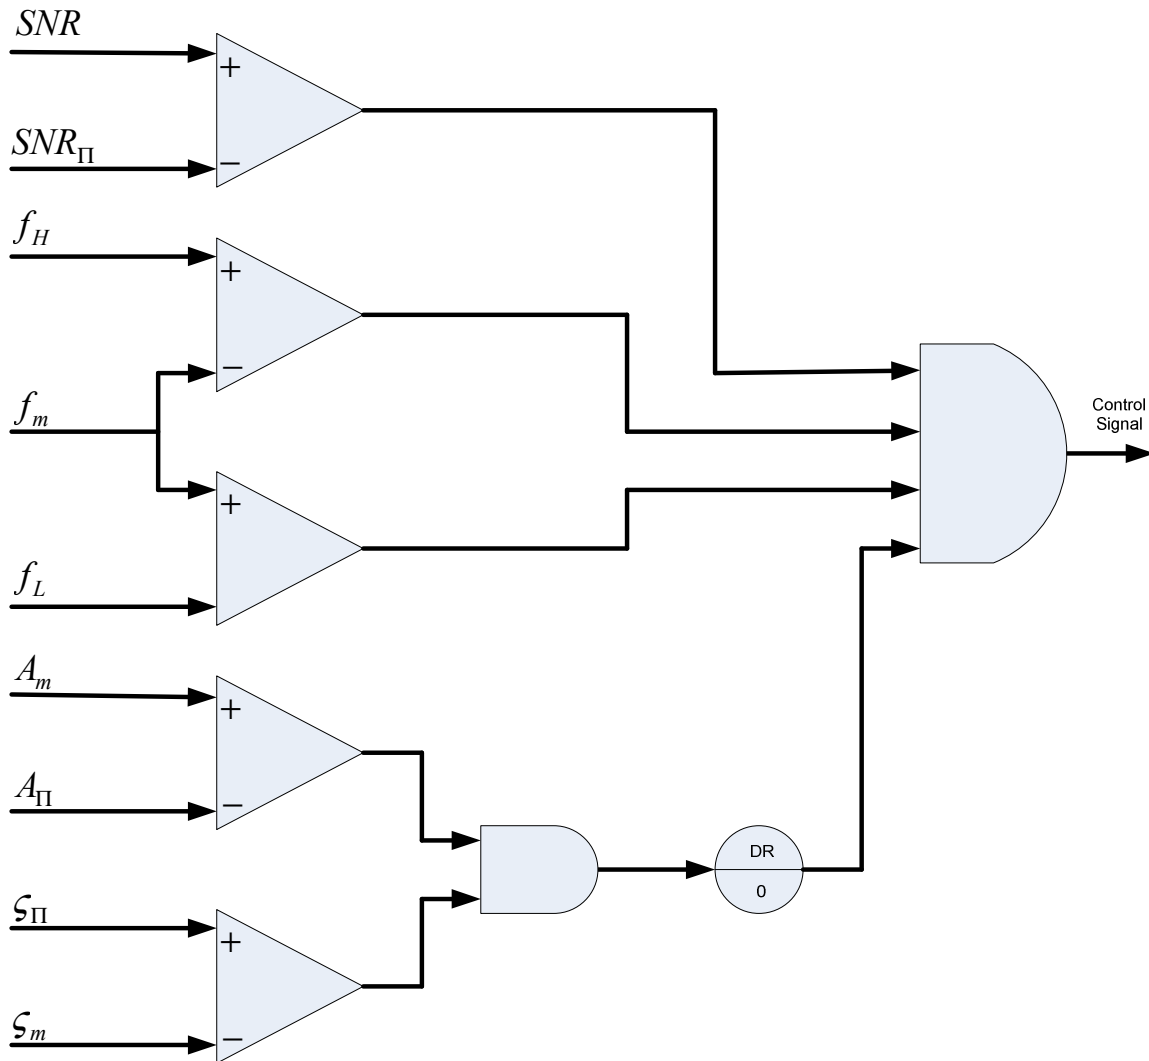 SNR
+
SNR_Π
−
f_H
+
−
f_m
+
f_L
A_m
+
A_Π
−
ς_Π
+
ς_m
−
Control
Signal
DR
0